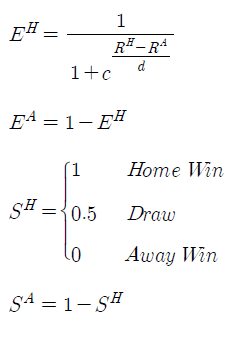 E^H = 1 / (1 + c^((R^H − R^A) / d))
E^A = 1 − E^H
S^H = { 1 Home Win
0.5 Draw
0 Away Win
S^A = 1 − S^H